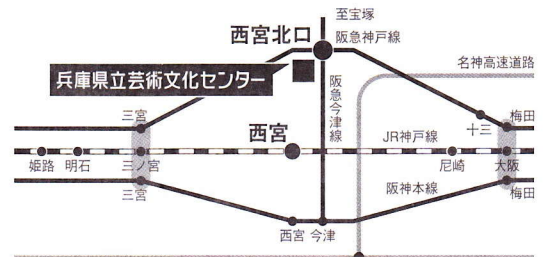 至宝塚
西宮北口
阪急神戸線
名神高速道路
兵庫県立芸術文化センター
阪急今津線
三宮
西宮
JR神戸線
十三
梅田
姫路
明石
三ノ宮
尼崎
大阪
三宮
阪神本線
梅田
西宮
今津